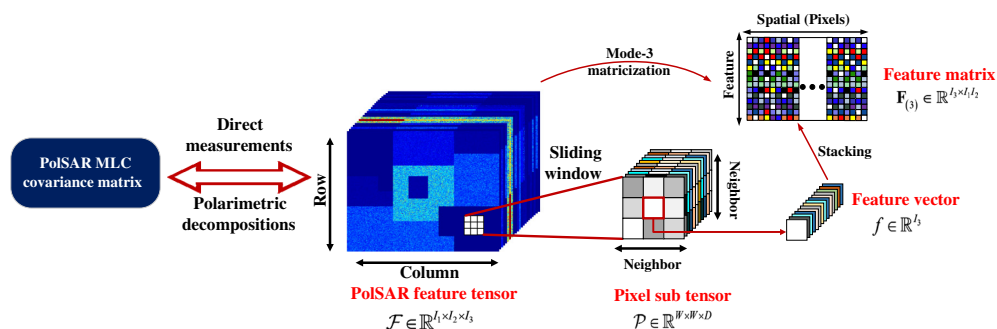 PolSAR MLC
covariance matrix
Direct
measurements
Polarimetric
decompositions
Row
Column
PolSAR feature tensor
ℱ ∈ ℝ^{I₁×I₂×I₃}
Sliding
window
Neighbor
Neighbor
Pixel sub tensor
𝒫 ∈ ℝ^{W×W×D}
Mode-3
matricization
Spatial (Pixels)
Feature
Feature matrix
F₍₃₎ ∈ ℝ^{I₃×I₁I₂}
Stacking
Feature vector
f ∈ ℝ^{I₃}